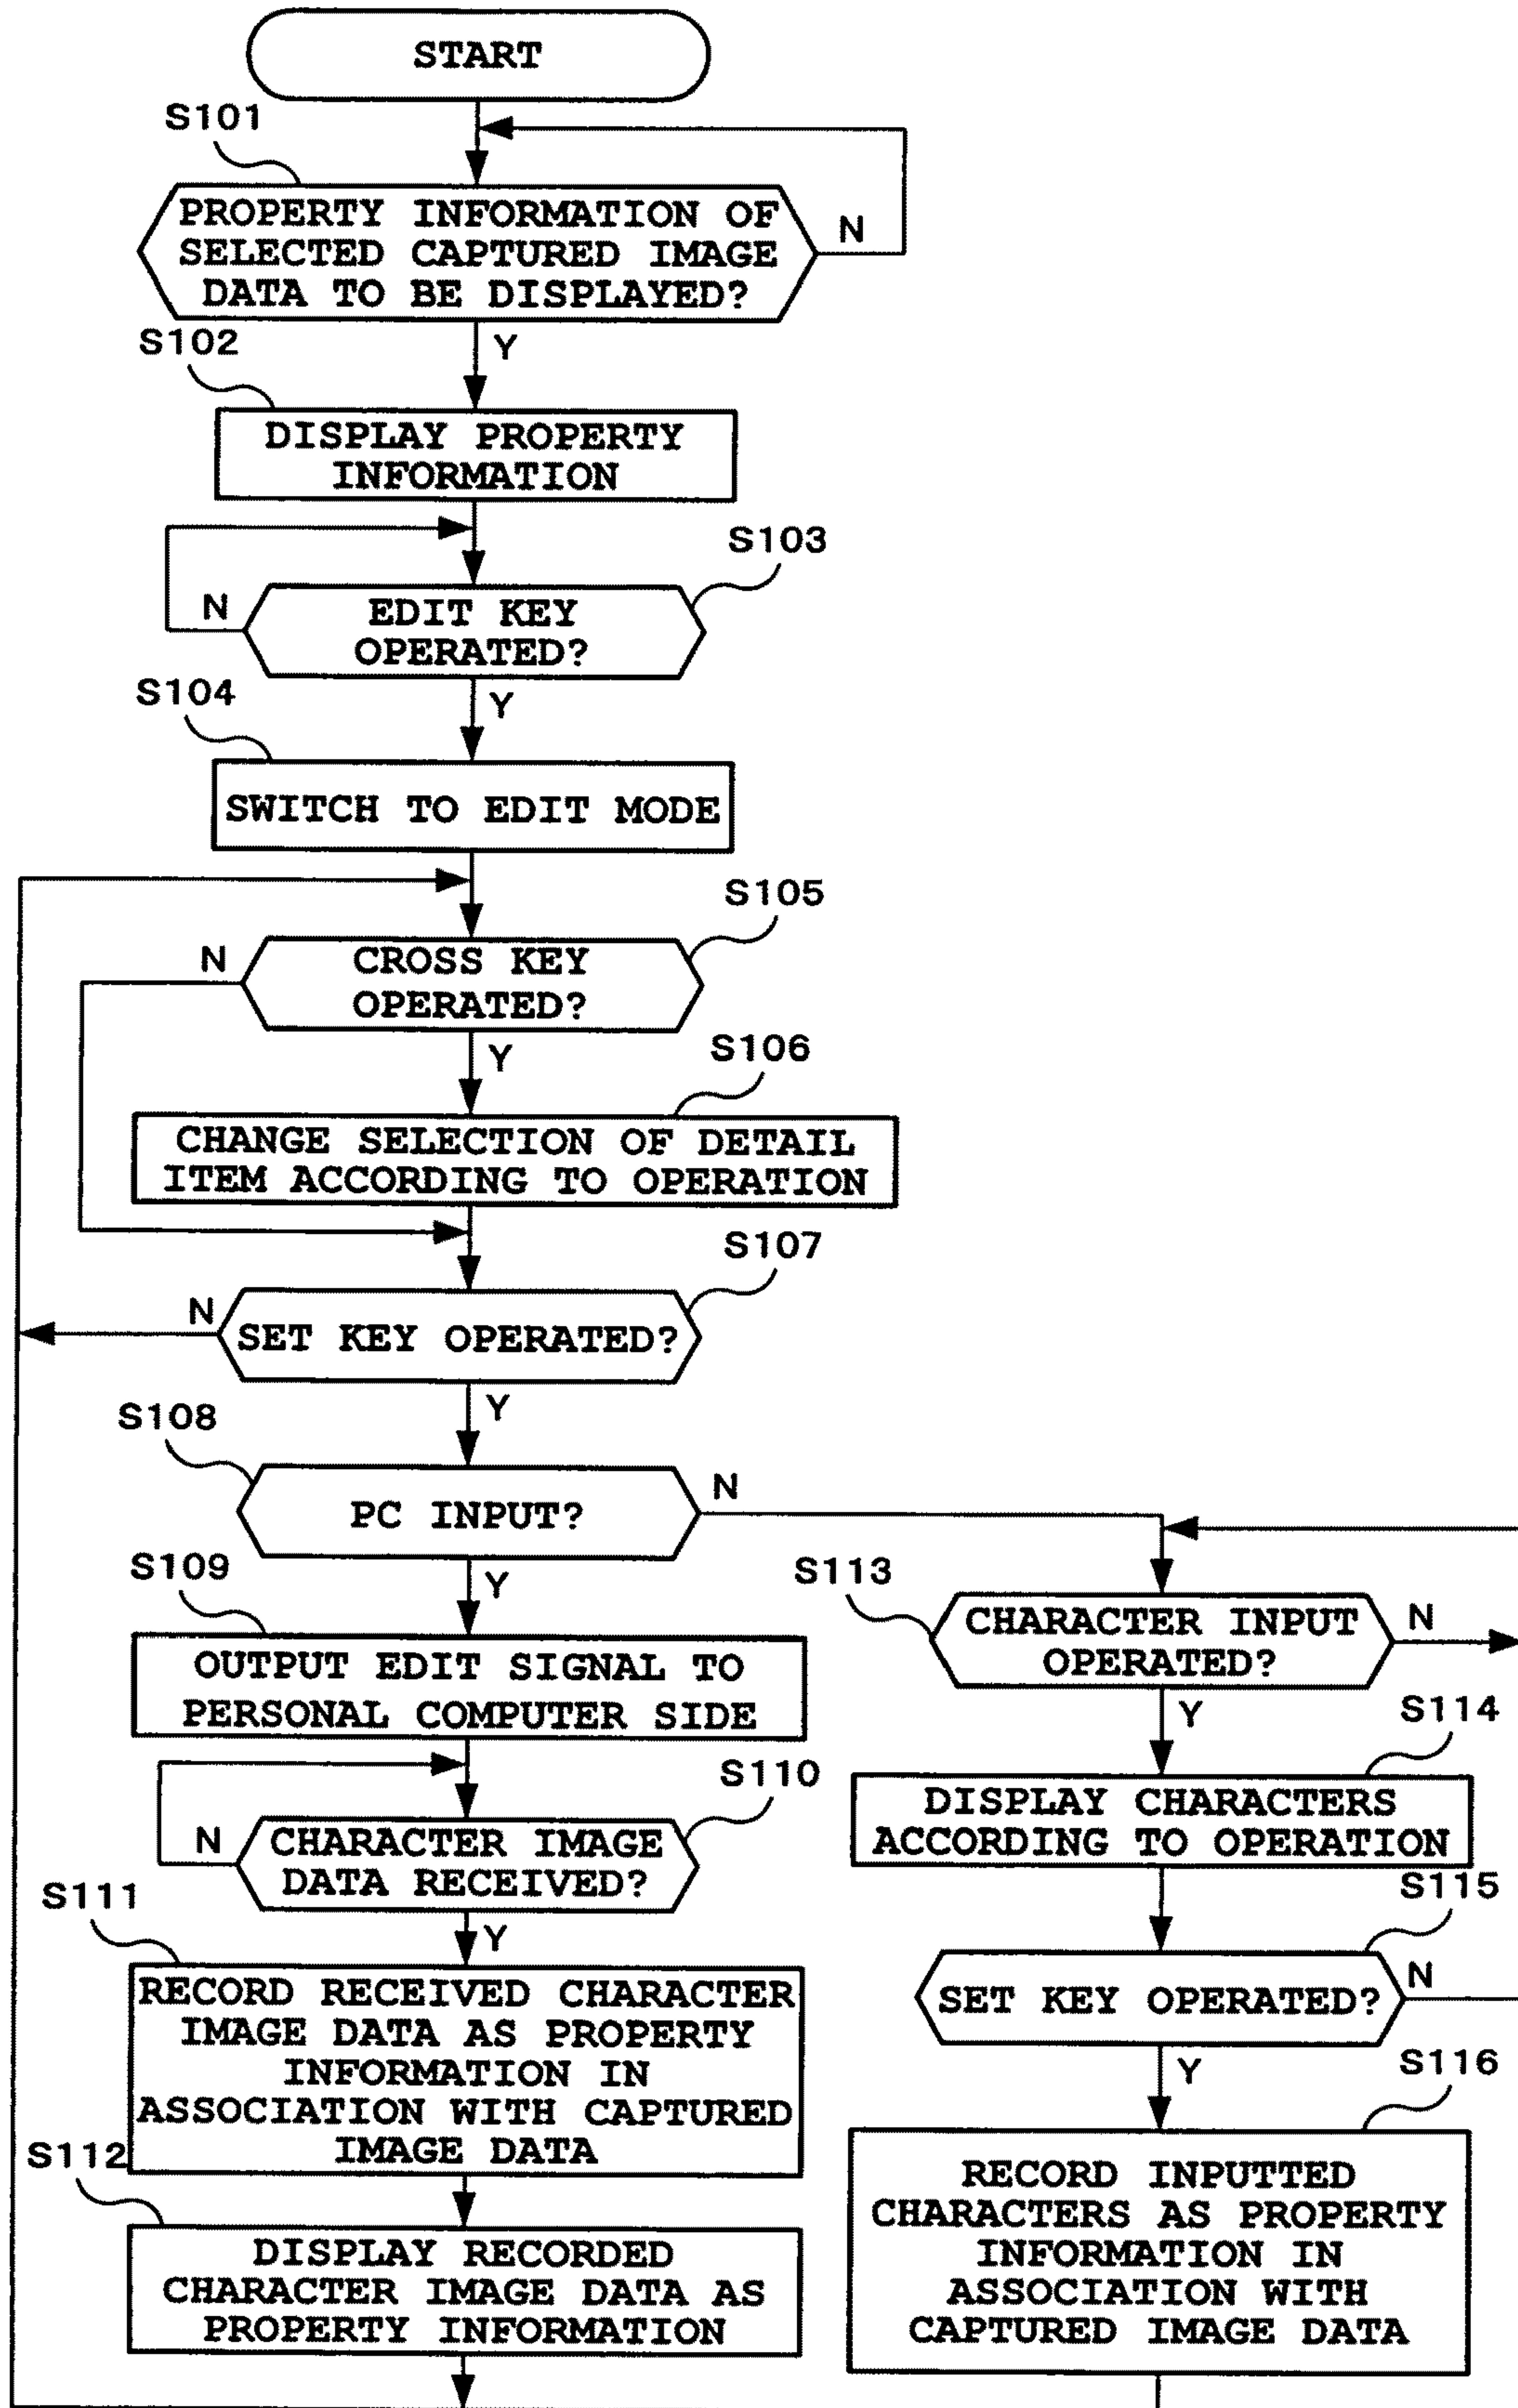 START
S101
PROPERTY INFORMATION OF
SELECTED CAPTURED IMAGE
DATA TO BE DISPLAYED?
N
Y
S102
DISPLAY PROPERTY
INFORMATION
S103
N
EDIT KEY
OPERATED?
Y
S104
SWITCH TO EDIT MODE
S105
N
CROSS KEY
OPERATED?
Y
S106
CHANGE SELECTION OF DETAIL
ITEM ACCORDING TO OPERATION
S107
N
SET KEY OPERATED?
Y
S108
PC INPUT?
N
Y
S109
OUTPUT EDIT SIGNAL TO
PERSONAL COMPUTER SIDE
S110
N
CHARACTER IMAGE
DATA RECEIVED?
Y
S111
RECORD RECEIVED CHARACTER
IMAGE DATA AS PROPERTY
INFORMATION IN
ASSOCIATION WITH CAPTURED
IMAGE DATA
S112
DISPLAY RECORDED
CHARACTER IMAGE DATA AS
PROPERTY INFORMATION
S113
CHARACTER INPUT
OPERATED?
N
Y
S114
DISPLAY CHARACTERS
ACCORDING TO OPERATION
S115
SET KEY OPERATED?
N
Y
S116
RECORD INPUTTED
CHARACTERS AS PROPERTY
INFORMATION IN
ASSOCIATION WITH
CAPTURED IMAGE DATA